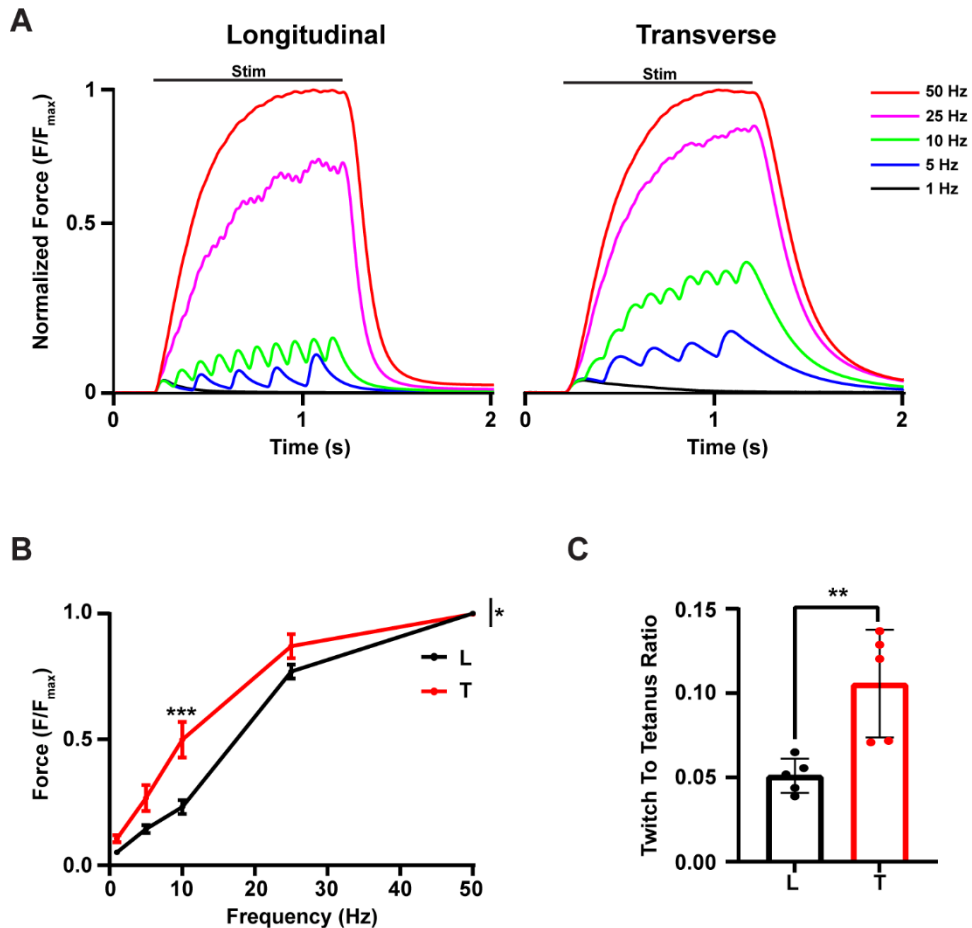 A
Longitudinal
Transverse
Stim
Stim
50 Hz
25 Hz
10 Hz
5 Hz
1 Hz
Normalized Force (F/Fmax)
1
0.5
0
0
1
2
Time (s)
0
1
2
Time (s)
B
1.0
0.5
0.0
Force (F/Fmax)
***
*
L
T
0
10
20
30
40
50
Frequency (Hz)
C
**
0.15
0.10
0.05
0.00
Twitch To Tetanus Ratio
L
T